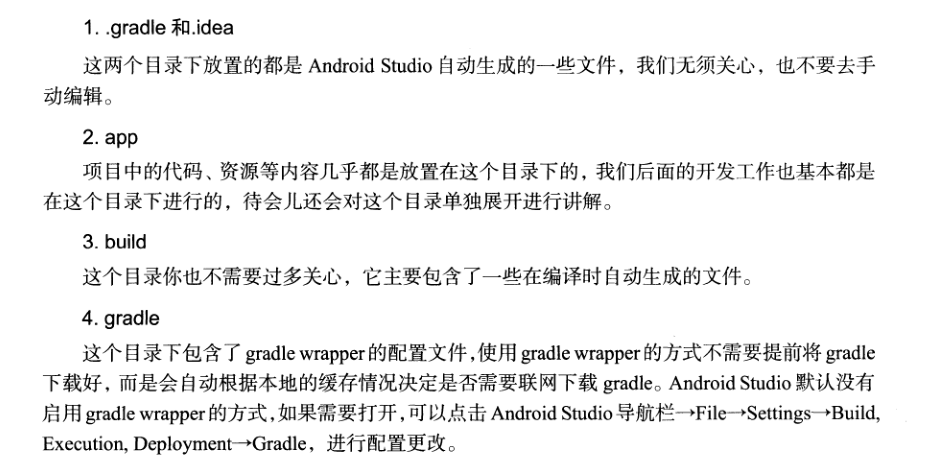 1. .gradle 和.idea
这两个目录下放置的都是 Android Studio 自动生成的一些文件，我们无须关心，也不要去手
动编辑。
2. app
项目中的代码、资源等内容几乎都是放置在这个目录下的，我们后面的开发工作也基本都是
在这个目录下进行的，待会儿还会对这个目录单独展开进行讲解。
3. build
这个目录你也不需要过多关心，它主要包含了一些在编译时自动生成的文件。
4. gradle
这个目录下包含了 gradle wrapper 的配置文件，使用 gradle wrapper 的方式不需要提前将 gradle
下载好，而是会自动根据本地的缓存情况决定是否需要联网下载 gradle。Android Studio 默认没有
启用 gradle wrapper 的方式，如果需要打开，可以点击 Android Studio 导航栏→File→Settings→Build,
Execution, Deployment→Gradle，进行配置更改。